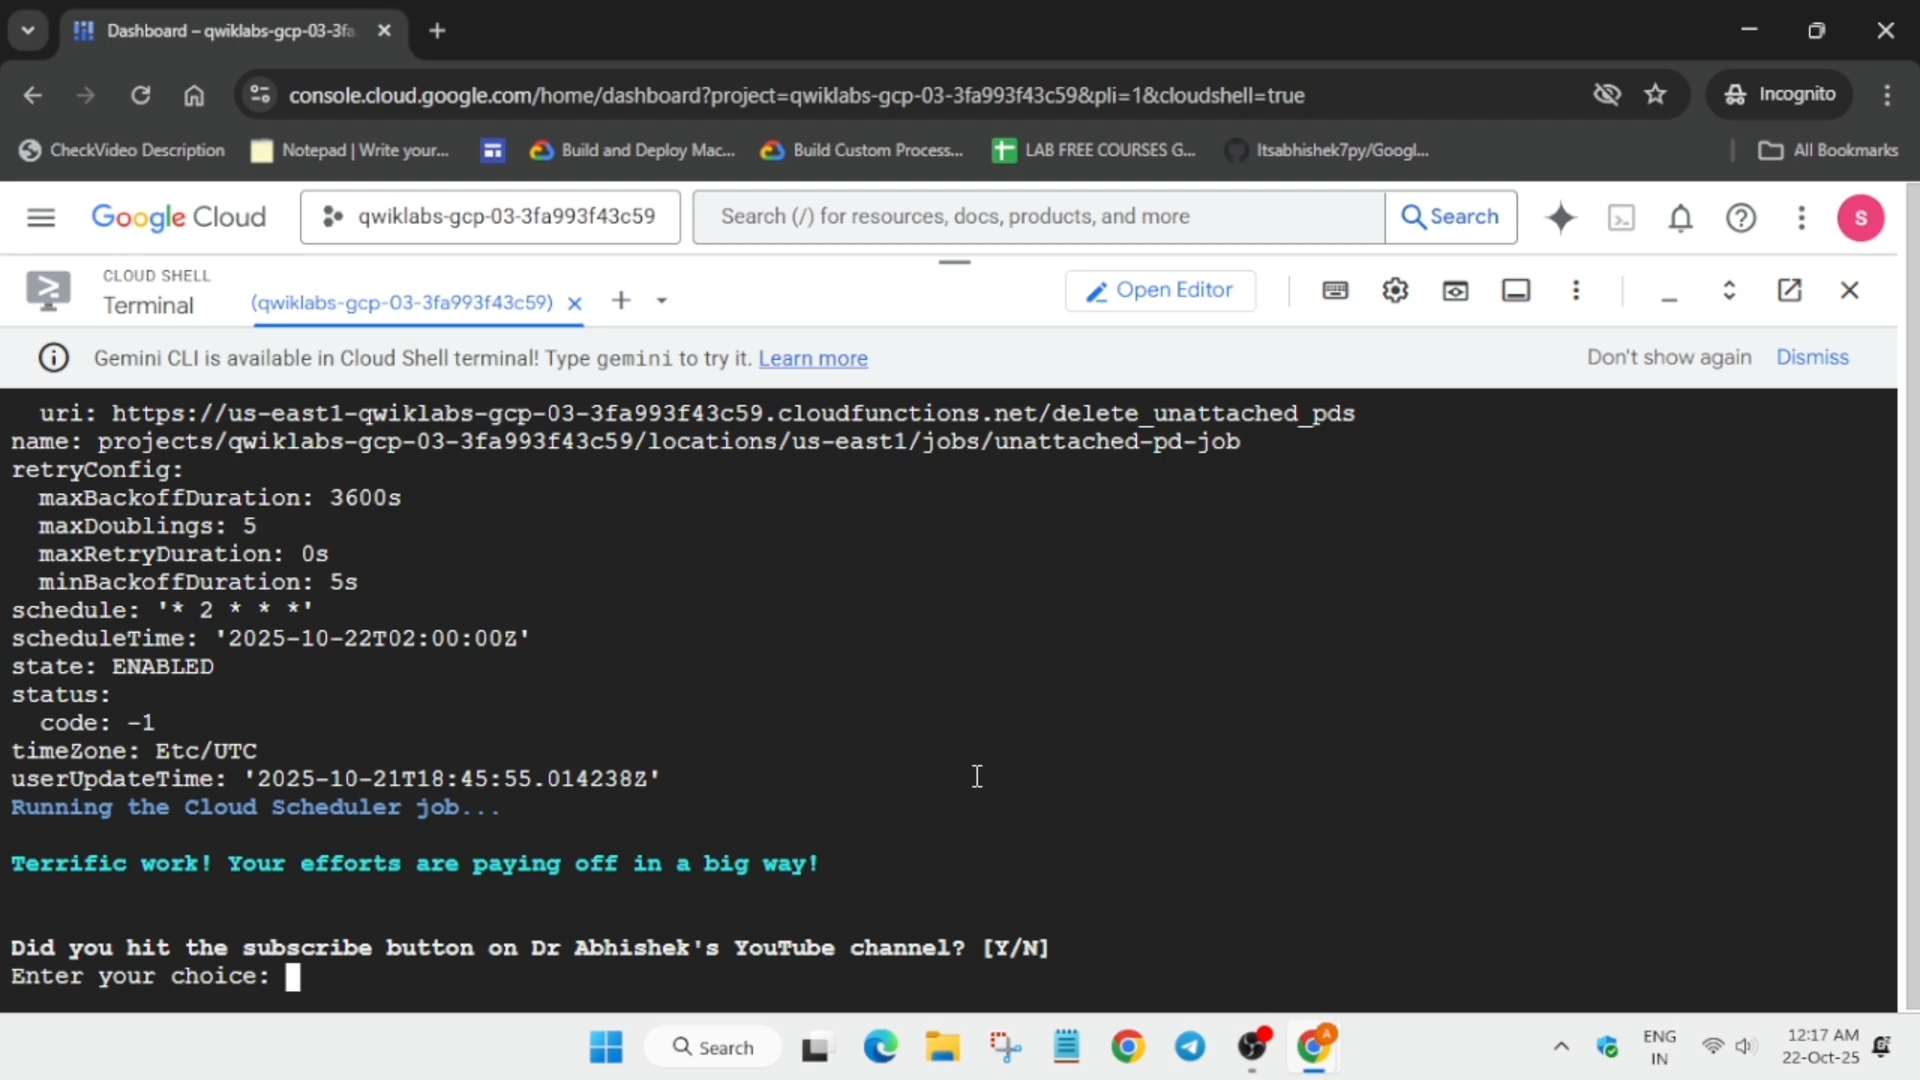 Dashboard – qwiklabs-gcp-03-3fa
console.cloud.google.com/home/dashboard?project=qwiklabs-gcp-03-3fa993f43c59&pli=1&cloudshell=true
Incognito
CheckVideo Description
Notepad | Write your...
Build and Deploy Mac...
Build Custom Process...
LAB FREE COURSES G...
Itsabhishek7py/Googl...
All Bookmarks
Google Cloud
qwiklabs-gcp-03-3fa993f43c59
Search (/) for resources, docs, products, and more
Search
S
CLOUD SHELL
Terminal
(qwiklabs-gcp-03-3fa993f43c59)
Open Editor
Gemini CLI is available in Cloud Shell terminal! Type gemini to try it. Learn more
Don't show again
Dismiss
uri: https://us-east1-qwiklabs-gcp-03-3fa993f43c59.cloudfunctions.net/delete_unattached_pds
name: projects/qwiklabs-gcp-03-3fa993f43c59/locations/us-east1/jobs/unattached-pd-job
retryConfig:
maxBackoffDuration: 3600s
maxDoublings: 5
maxRetryDuration: 0s
minBackoffDuration: 5s
schedule: '* 2 * * *'
scheduleTime: '2025-10-22T02:00:00Z'
state: ENABLED
status:
code: -1
timeZone: Etc/UTC
userUpdateTime: '2025-10-21T18:45:55.014238Z'
Running the Cloud Scheduler job...
Terrific work! Your efforts are paying off in a big way!
Did you hit the subscribe button on Dr Abhishek's YouTube channel? [Y/N]
Enter your choice:
Search
A
ENG
IN
12:17 AM
22-Oct-25